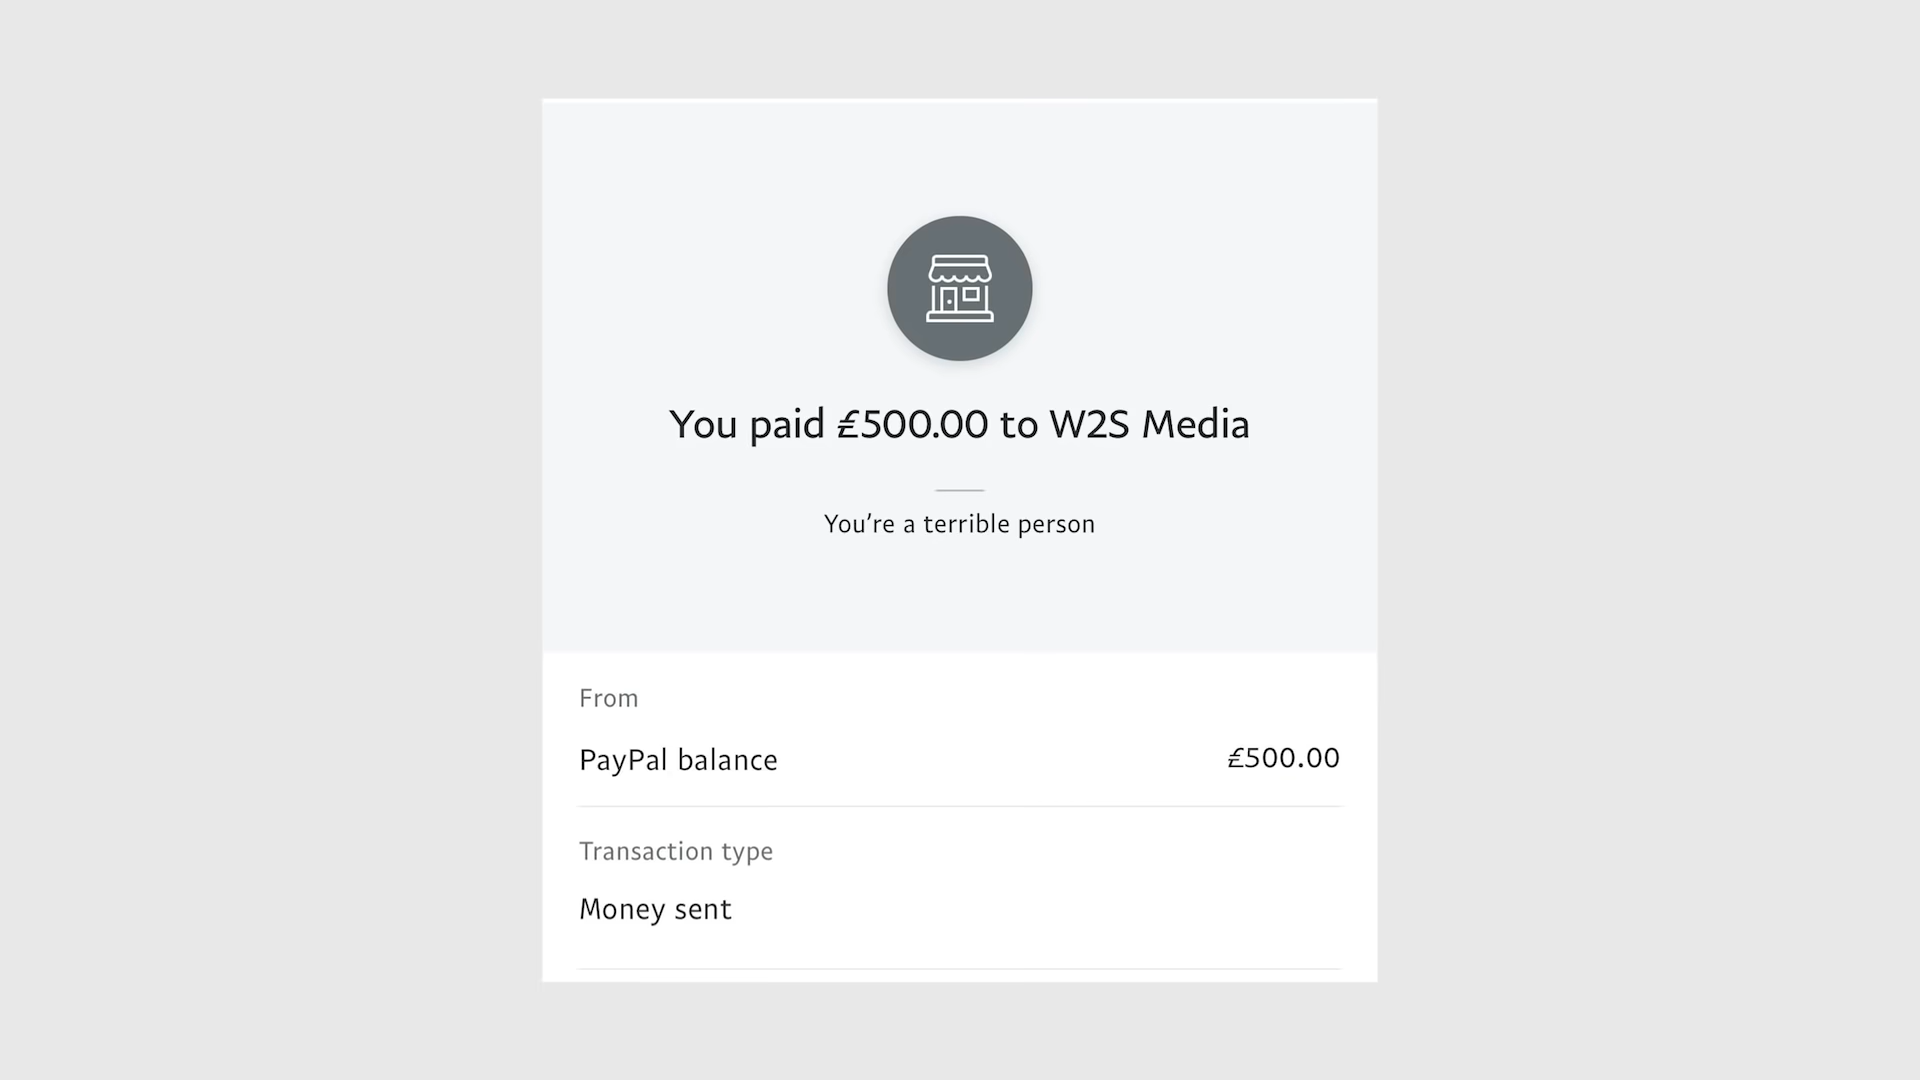 You paid £500.00 to W2S Media
You’re a terrible person
From
PayPal balance £500.00
Transaction type
Money sent